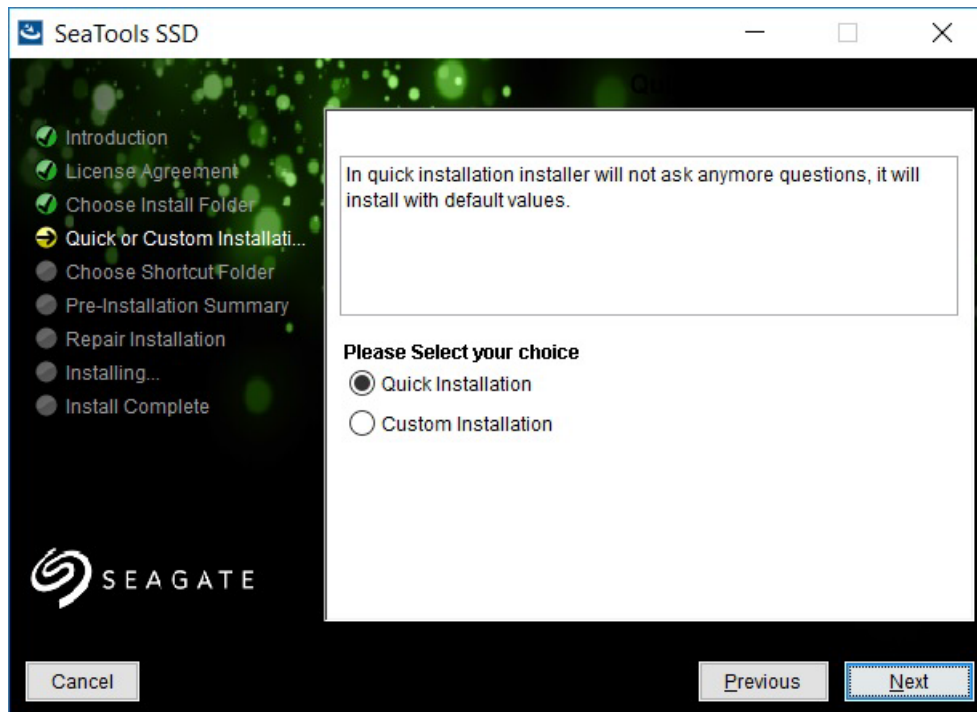 SeaTools SSD
Introduction
License Agreement
Choose Install Folder
Quick or Custom Installati...
Choose Shortcut Folder
Pre-Installation Summary
Repair Installation
Installing...
Install Complete
In quick installation installer will not ask anymore questions, it will
install with default values.
Please Select your choice
Quick Installation
Custom Installation
SEAGATE
Cancel
Previous
Next